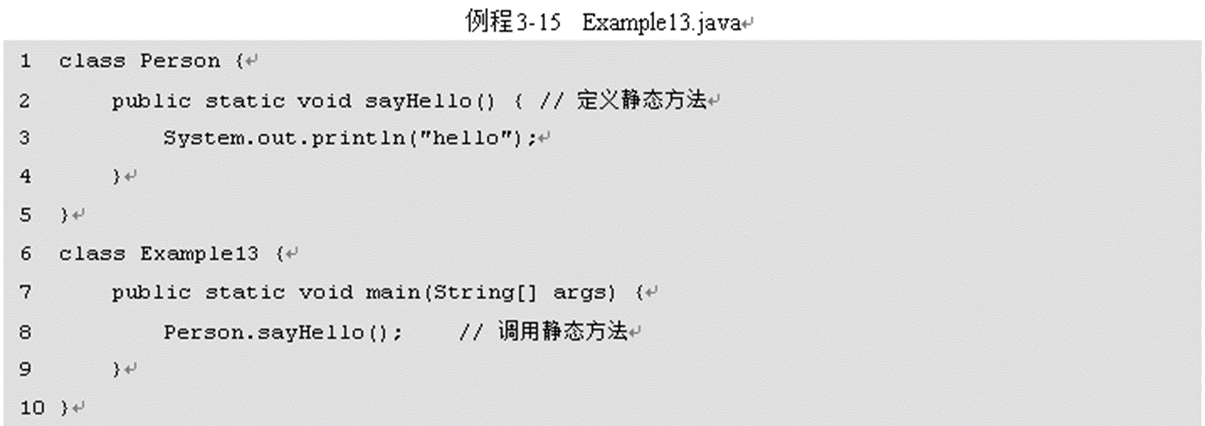 例程3-15 Example13.java↵
1 class Person {↵
2 public static void sayHello() { // 定义静态方法↵
3 System.out.println("hello");↵
4 }↵
5 }↵
6 class Example13 {↵
7 public static void main(String[] args) {↵
8 Person.sayHello(); // 调用静态方法↵
9 }↵
10 }↵